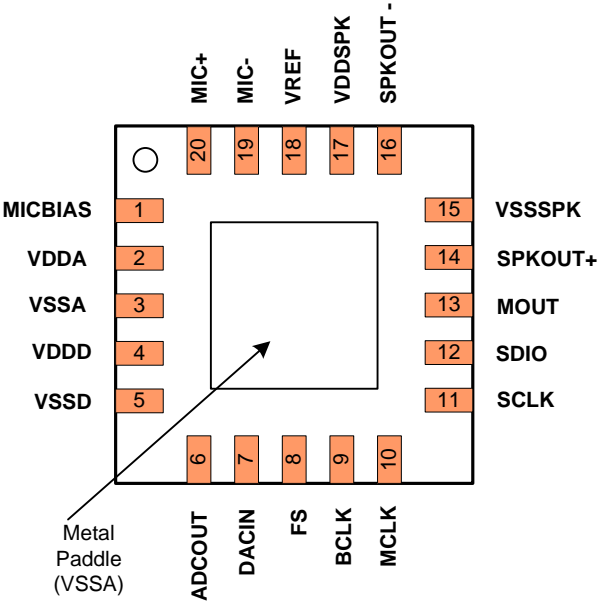 MIC+
MIC-
VREF
VDDSPK
SPKOUT -
20
19
18
17
16
MICBIAS 1
VDDA 2
VSSA 3
VDDD 4
VSSD 5
15 VSSSPK
14 SPKOUT+
13 MOUT
12 SDIO
11 SCLK
6
7
8
9
10
ADCOUT
DACIN
FS
BCLK
MCLK
Metal
Paddle
(VSSA)